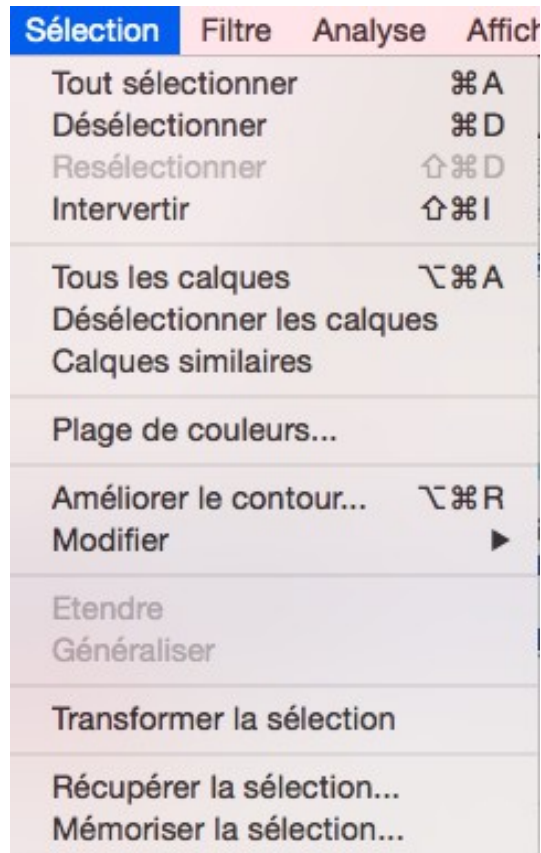 Sélection Filtre Analyse Affich
Tout sélectionner ⌘A
Désélectionner ⌘D
Resélectionner ⇧⌘D
Intervertir ⇧⌘I
Tous les calques ⌥⌘A
Désélectionner les calques
Calques similaires
Plage de couleurs...
Améliorer le contour... ⌥⌘R
Modifier ▶
Etendre
Généraliser
Transformer la sélection
Récupérer la sélection...
Mémoriser la sélection...